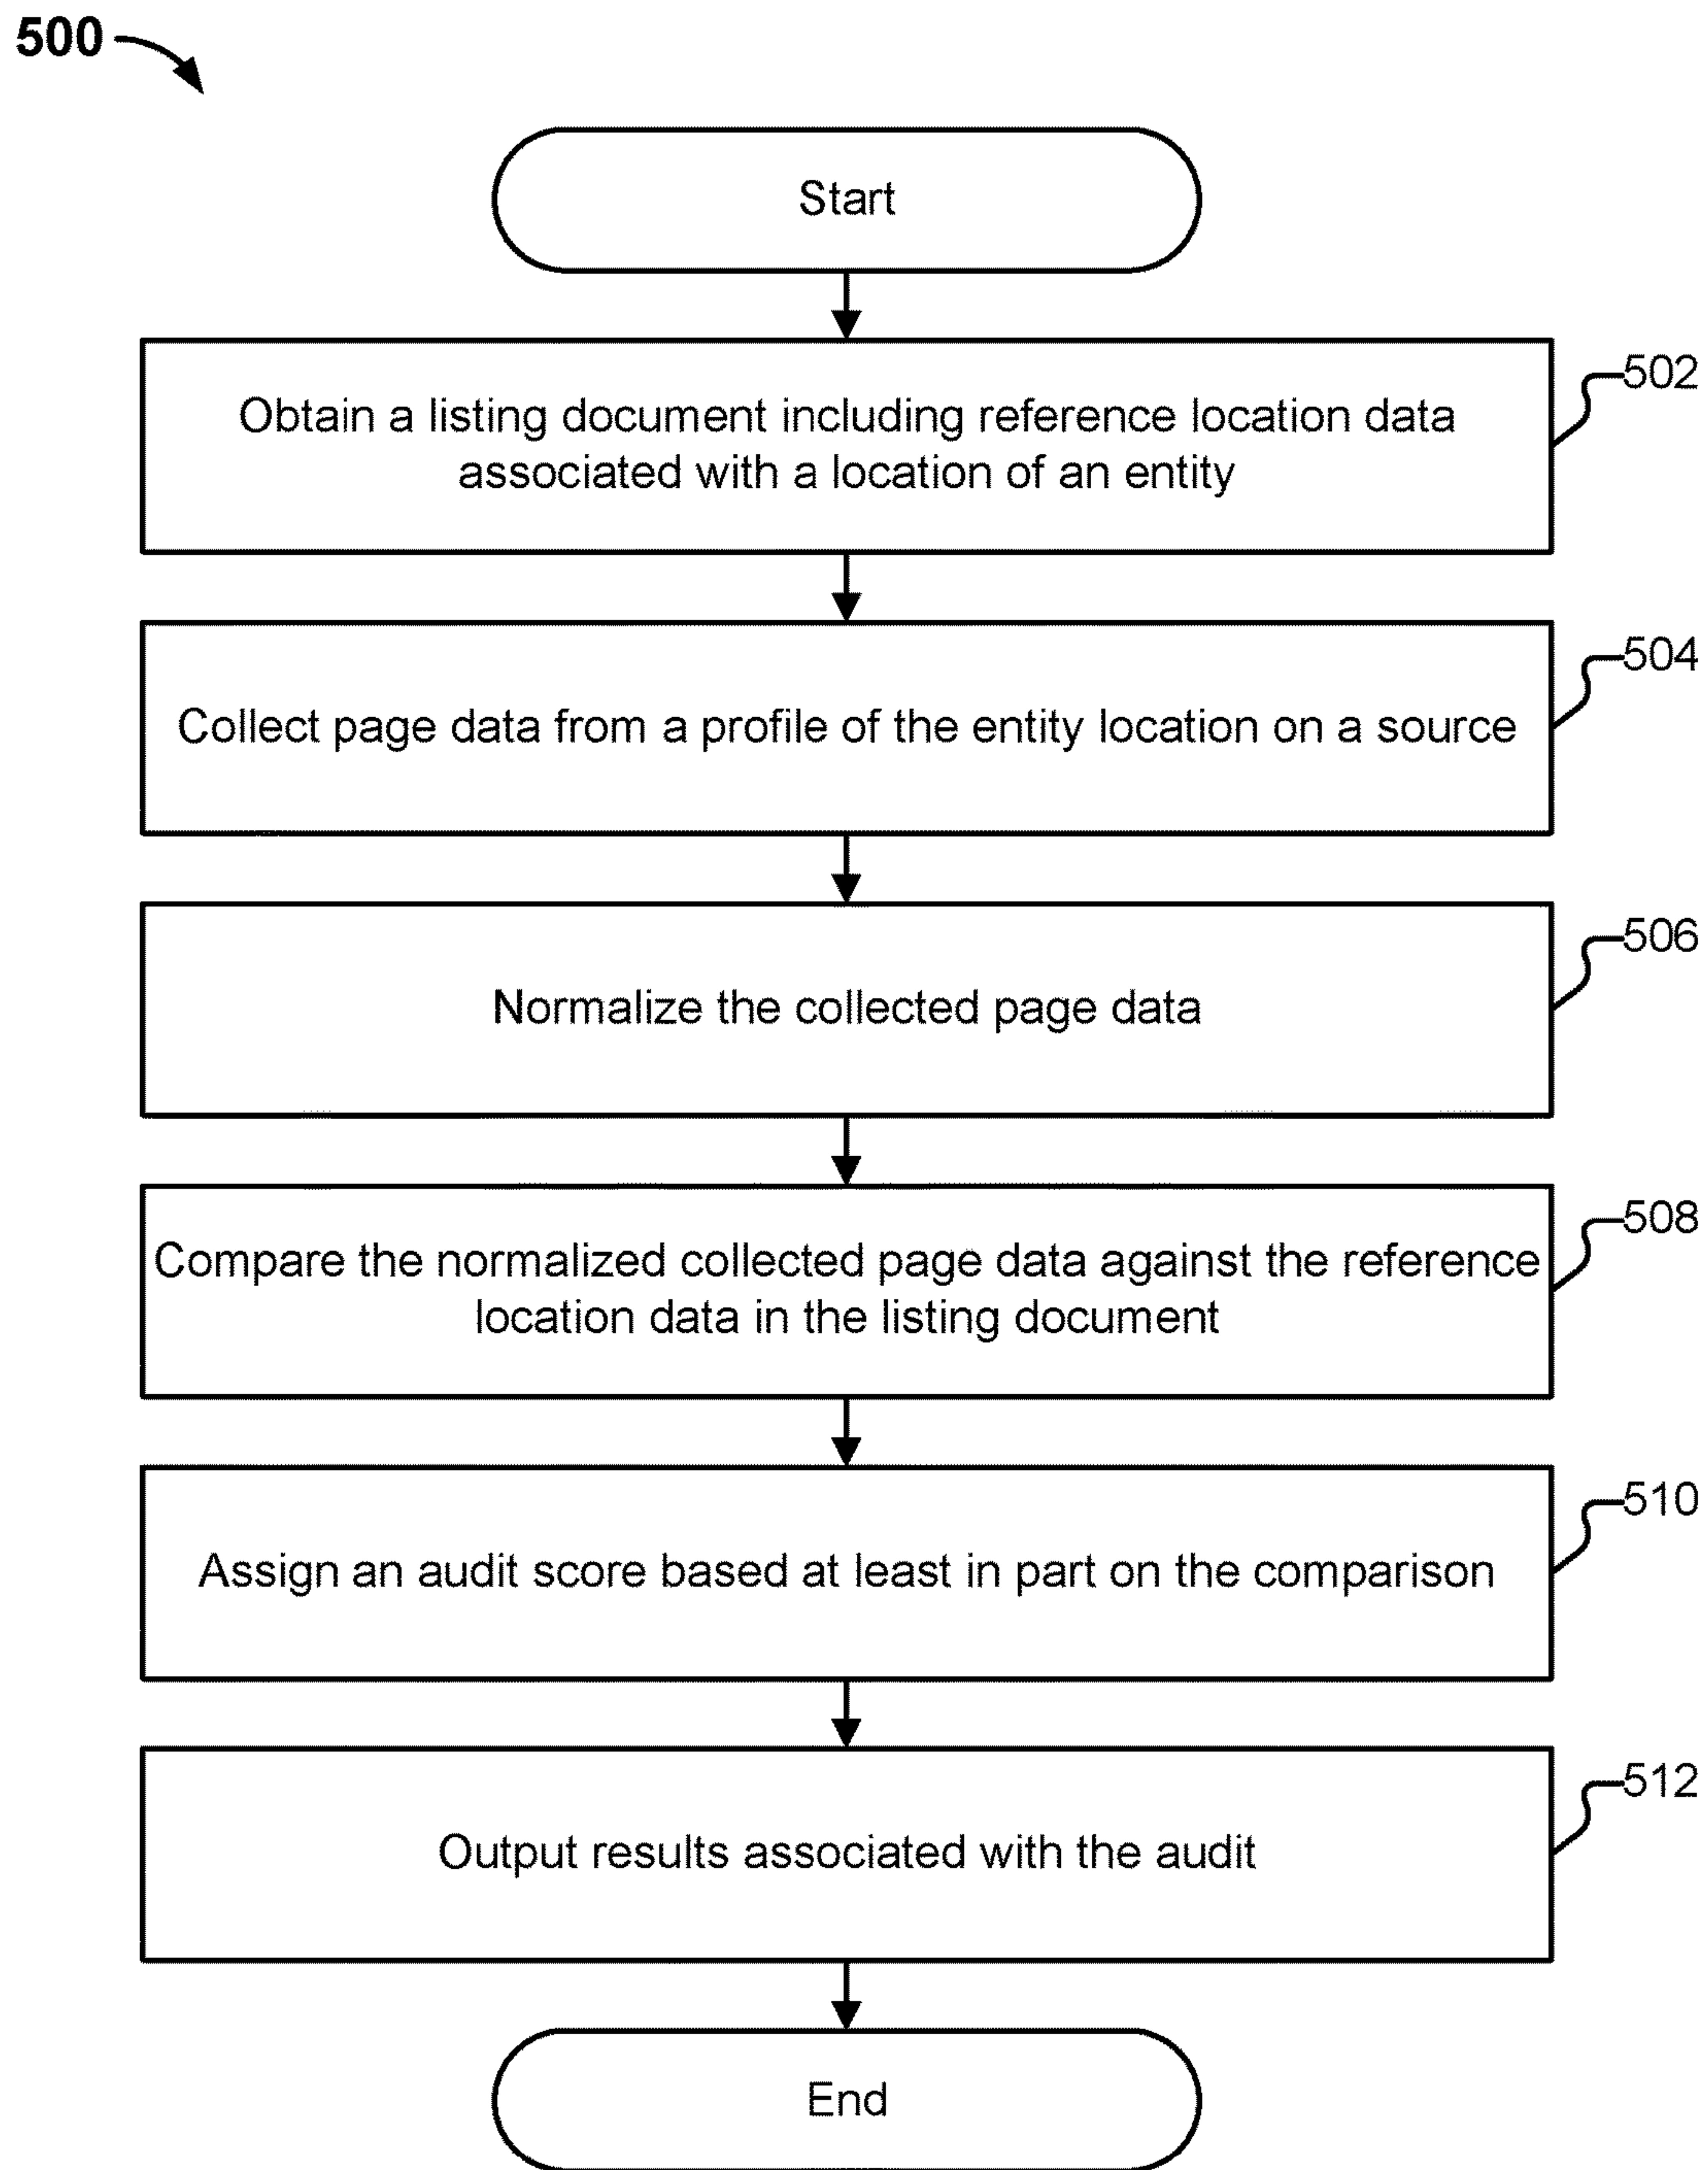 500
Start
Obtain a listing document including reference location data
associated with a location of an entity
502
Collect page data from a profile of the entity location on a source
504
Normalize the collected page data
506
Compare the normalized collected page data against the reference
location data in the listing document
508
Assign an audit score based at least in part on the comparison
510
Output results associated with the audit
512
End